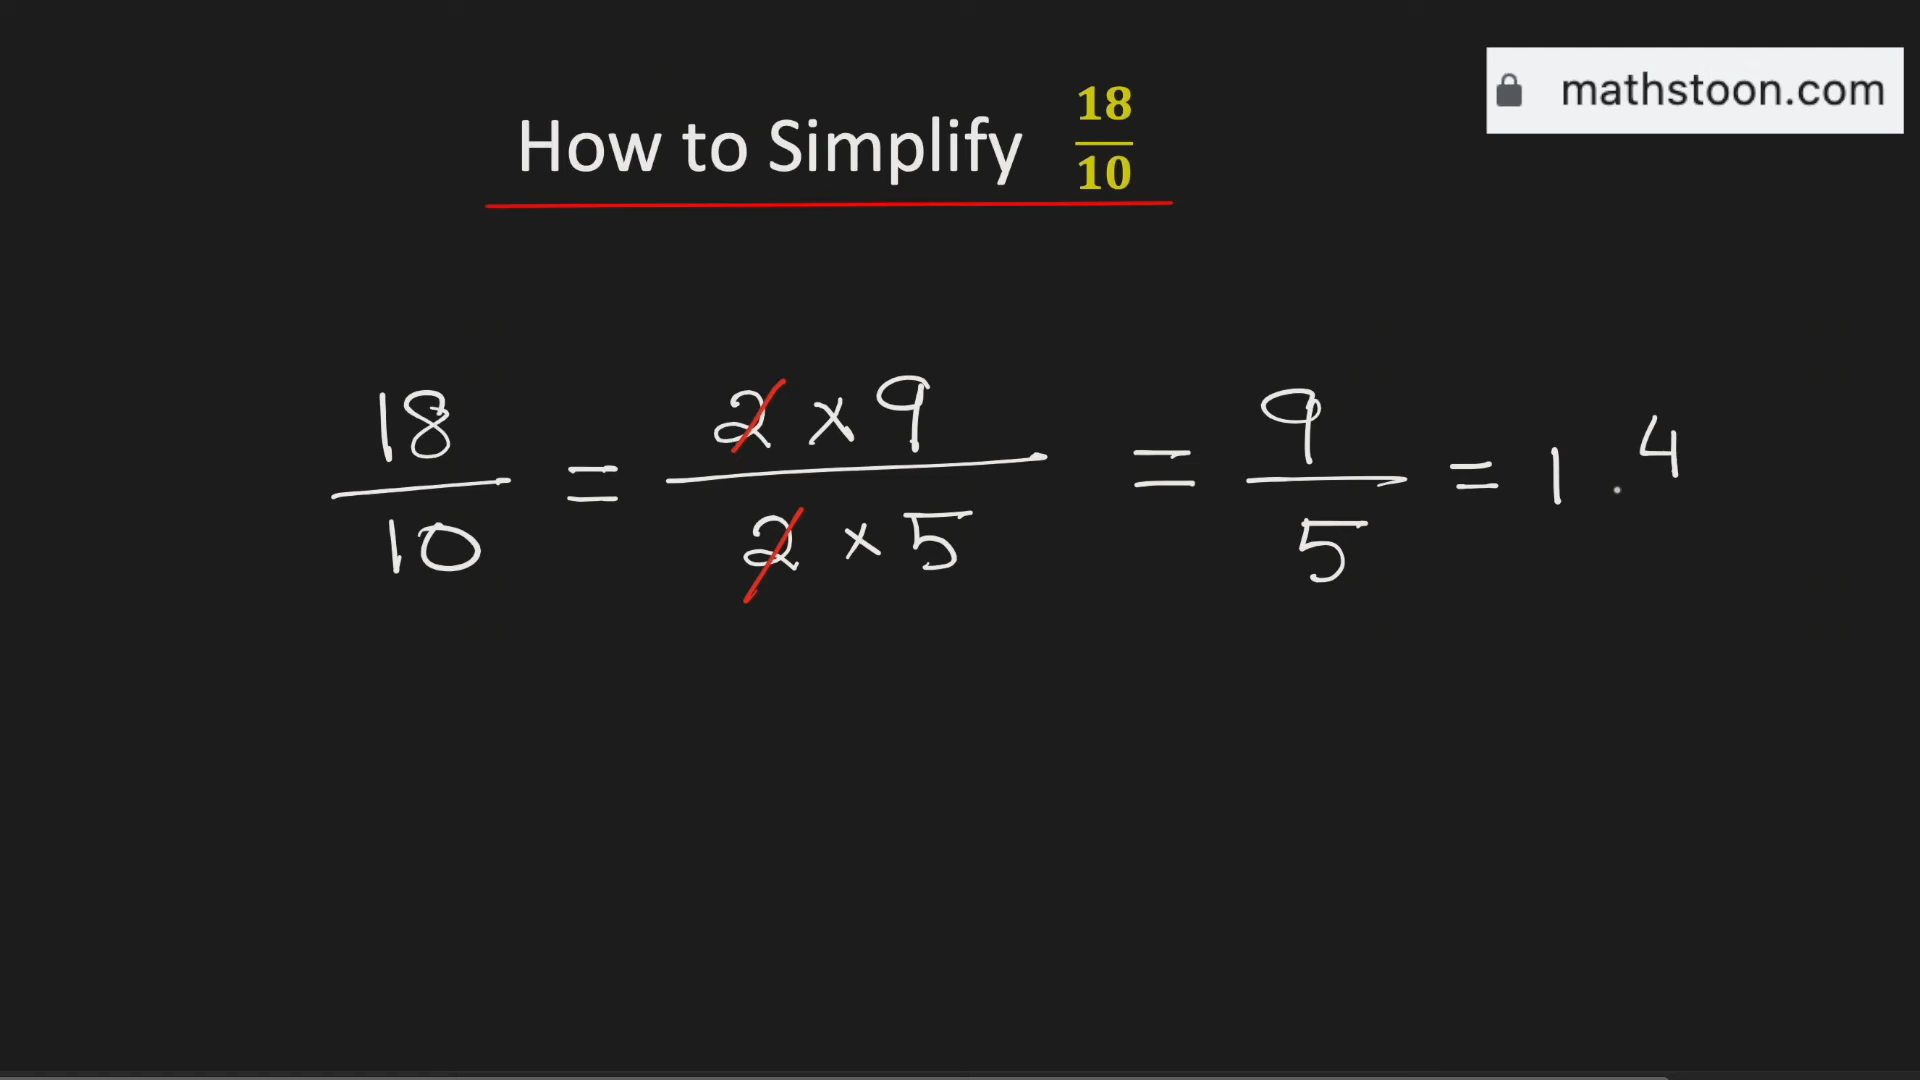 mathstoon.com
How to Simplify 18/10
18/10 = 2 × 9 / 2 × 5 = 9/5 = 1 4